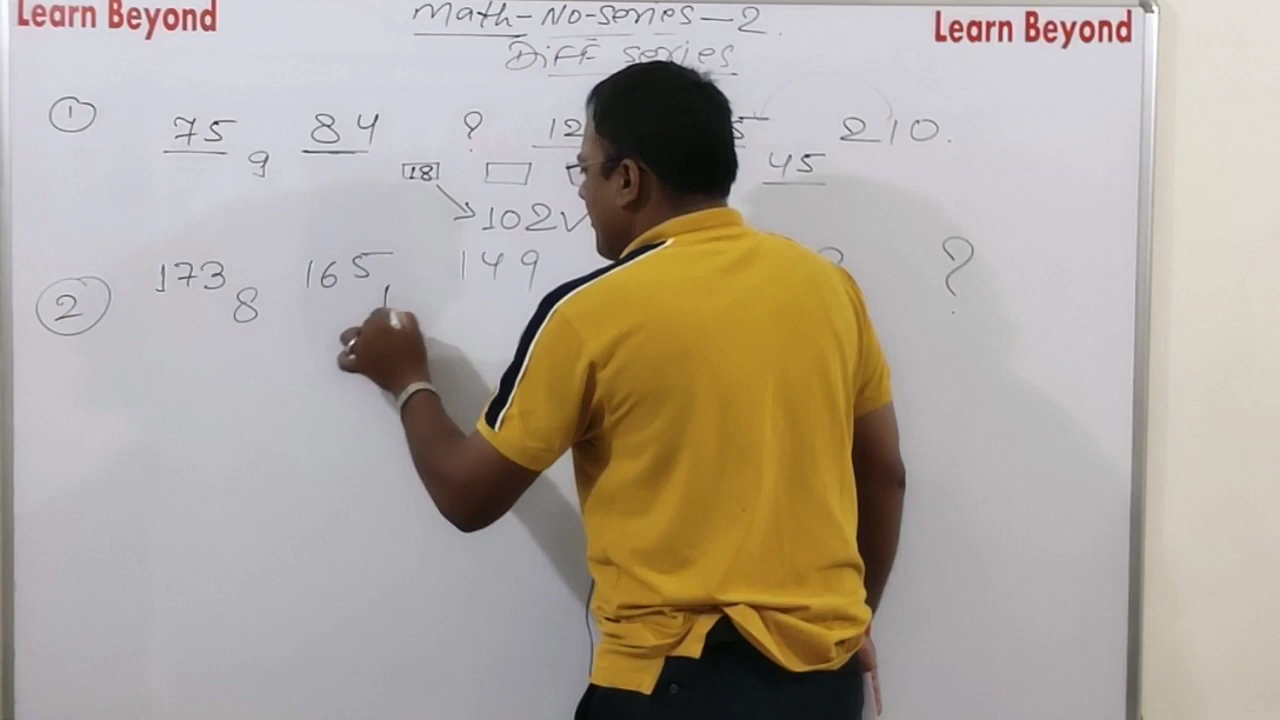 Learn Beyond Math-No-series-2. Learn Beyond
Diff series
1 75 84 ? 12 5 210.
9 18 45
102
2 173 165 149 ?
8